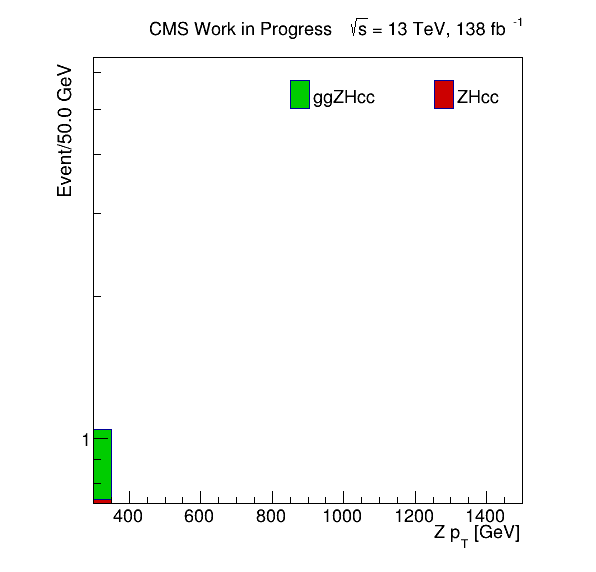 CMS Work in Progress √s = 13 TeV, 138 fb⁻¹
Event/50.0 GeV
ggZHcc ZHcc
1
400 600 800 1000 1200 1400
Z p_T [GeV]